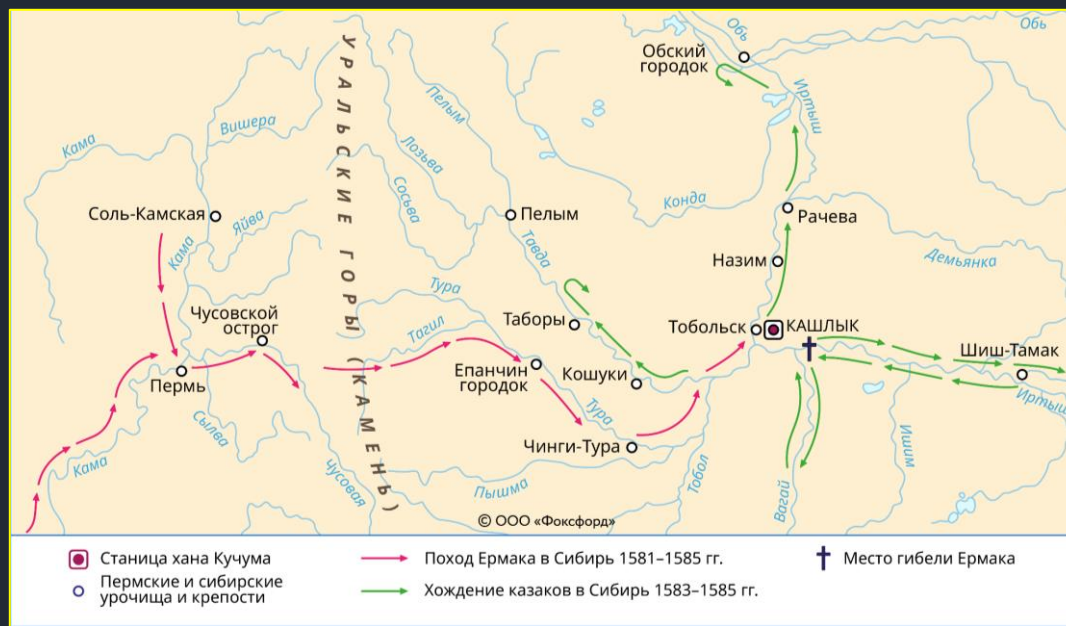 Обь
Обь
Обский
городок
Иртыш
Пелым
Вишера
Кама
Лозьва
Сосьва
УРАЛЬСКИЕ ГОРЫ (КАМЕНЬ)
Конда
Соль-Камская
Яйва
Пелым
Рачева
Кама
Тавда
Назим
Демьянка
Тура
Чусовской
острог
Тагил
Таборы
Тобольск
КАШЛЫК
Шиш-Тамак
Пермь
Епанчин
городок
Кошуки
Иртыш
Тура
Сылва
Чинги-Тура
Ишим
Кама
Чусовая
Пышма
Тобол
Вагай
© ООО «Фоксфорд»
Станица хана Кучума
Поход Ермака в Сибирь 1581–1585 гг.
Место гибели Ермака
Пермские и сибирские
урочища и крепости
Хождение казаков в Сибирь 1583–1585 гг.